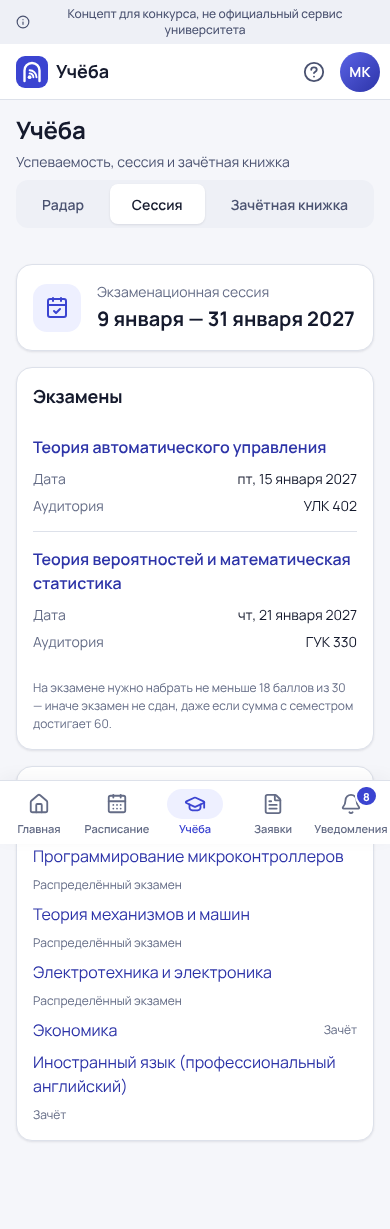 Концепт для конкурса, не официальный сервис
университета
Учёба
МК
Учёба
Успеваемость, сессия и зачётная книжка
Радар
Сессия
Зачётная книжка
Экзаменационная сессия
9 января — 31 января 2027
Экзамены
Теория автоматического управления
Дата
пт, 15 января 2027
Аудитория
УЛК 402
Теория вероятностей и математическая
статистика
Дата
чт, 21 января 2027
Аудитория
ГУК 330
На экзамене нужно набрать не меньше 18 баллов из 30
— иначе экзамен не сдан, даже если сумма с семестром
достигает 60.
8
Главная
Расписание
Учёба
Заявки
Уведомления
Программирование микроконтроллеров
Распределённый экзамен
Теория механизмов и машин
Распределённый экзамен
Электротехника и электроника
Распределённый экзамен
Экономика
Зачёт
Иностранный язык (профессиональный
английский)
Зачёт